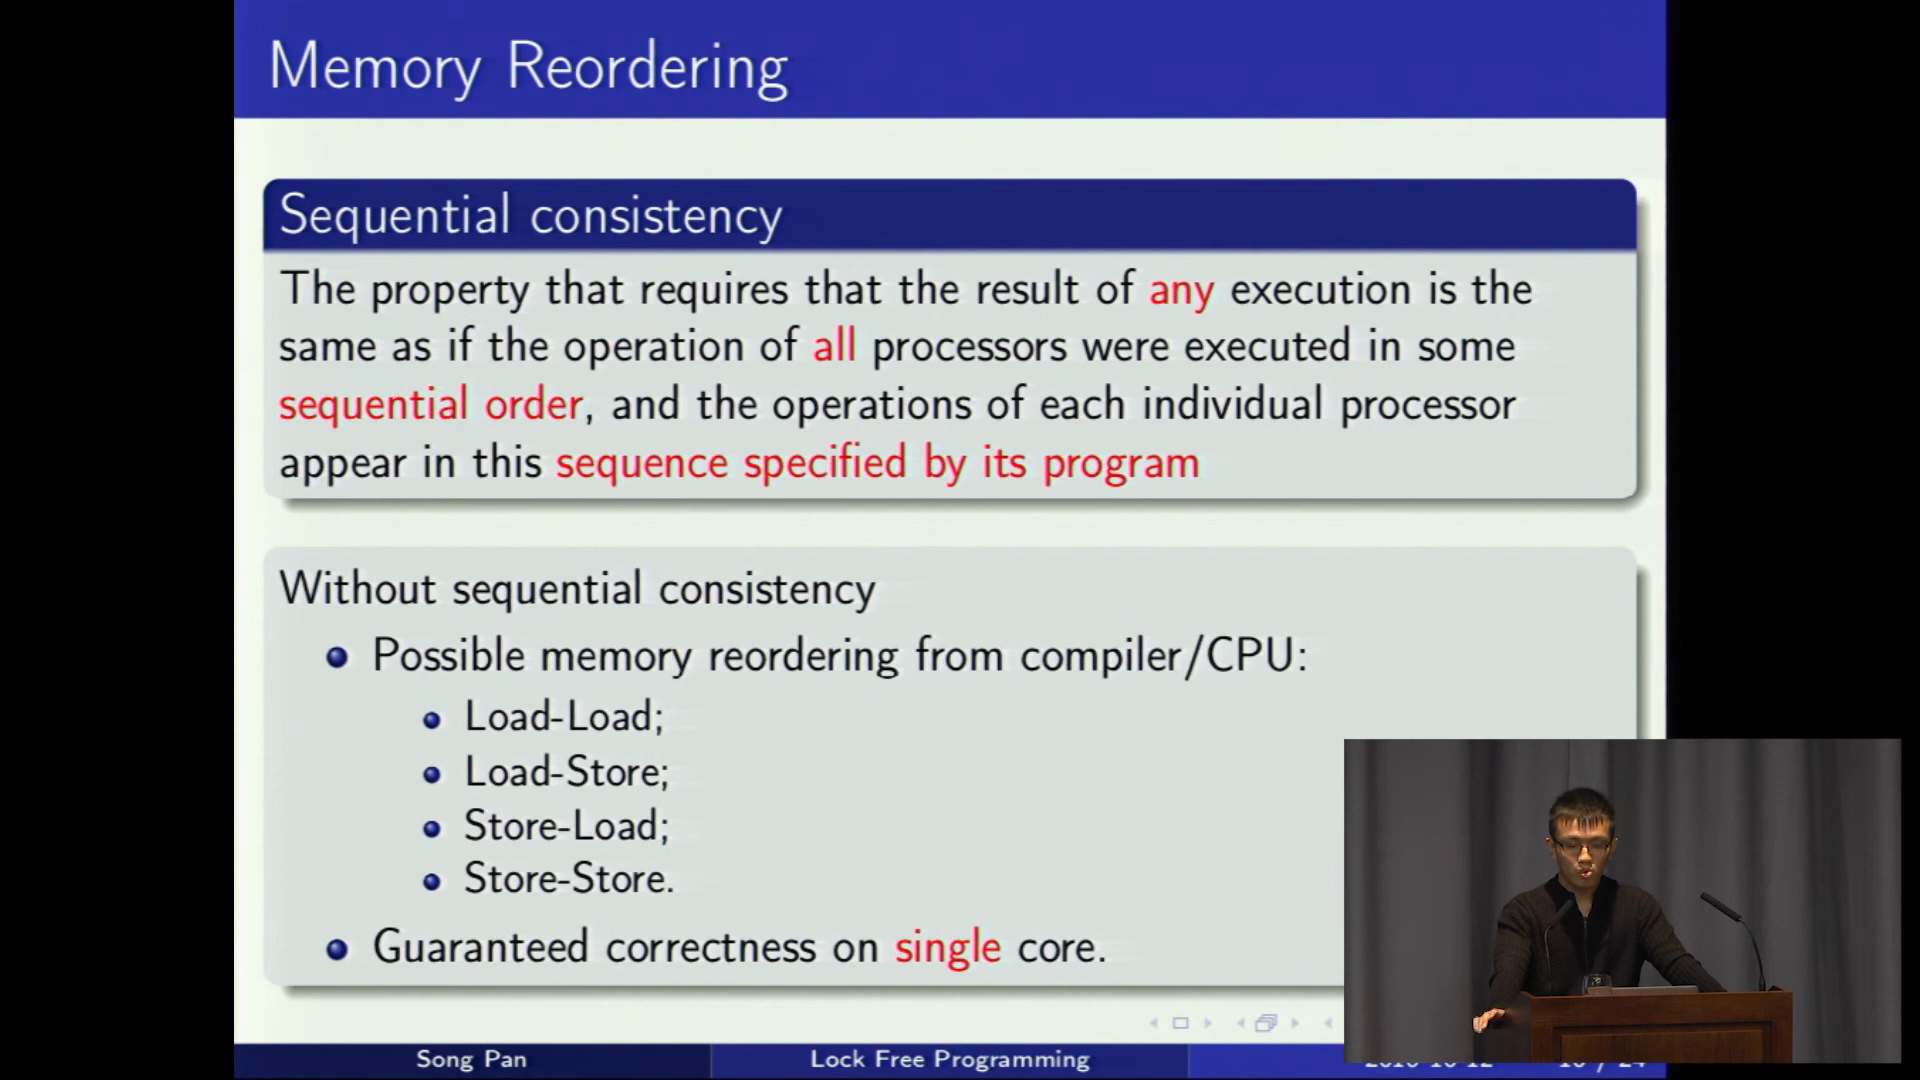 Memory Reordering
Sequential consistency
The property that requires that the result of any execution is the
same as if the operation of all processors were executed in some
sequential order, and the operations of each individual processor
appear in this sequence specified by its program
Without sequential consistency
Possible memory reordering from compiler/CPU:
Load-Load;
Load-Store;
Store-Load;
Store-Store.
Guaranteed correctness on single core.
Song Pan
Lock Free Programming